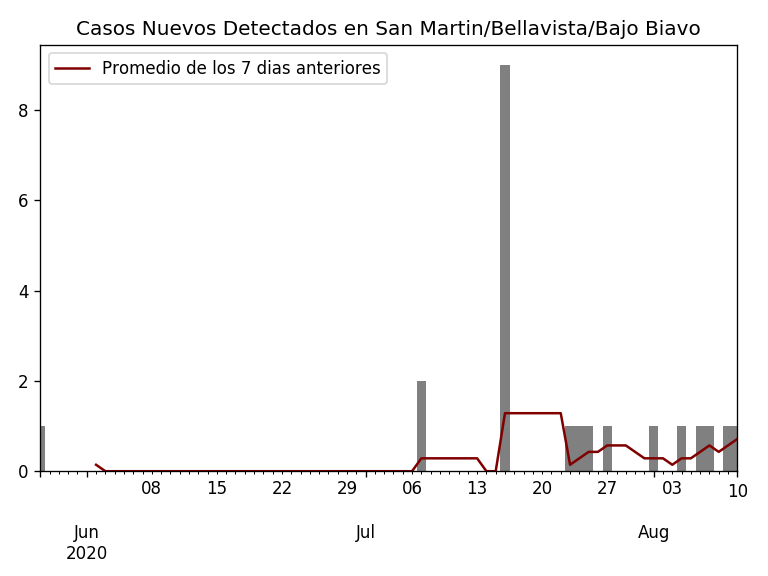 Casos Nuevos Detectados en San Martin/Bellavista/Bajo Biavo
Promedio de los 7 dias anteriores
8
6
4
2
0
08 15 22 29 06 13 20 27 03 10
Jun Jul Aug
2020